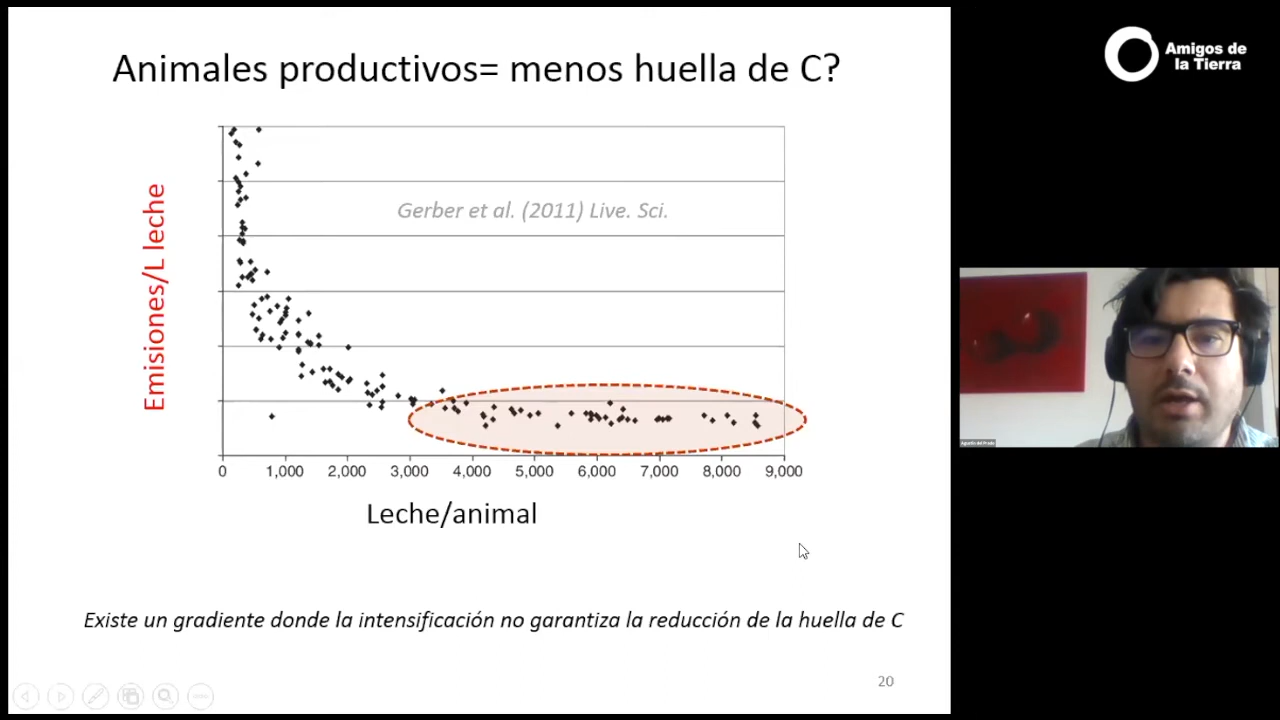 Animales productivos= menos huella de C?
Amigos de
la Tierra
Emisiones/L leche
Gerber et al. (2011) Live. Sci.
0 1,000 2,000 3,000 4,000 5,000 6,000 7,000 8,000 9,000
Leche/animal
Existe un gradiente donde la intensificación no garantiza la reducción de la huella de C
20